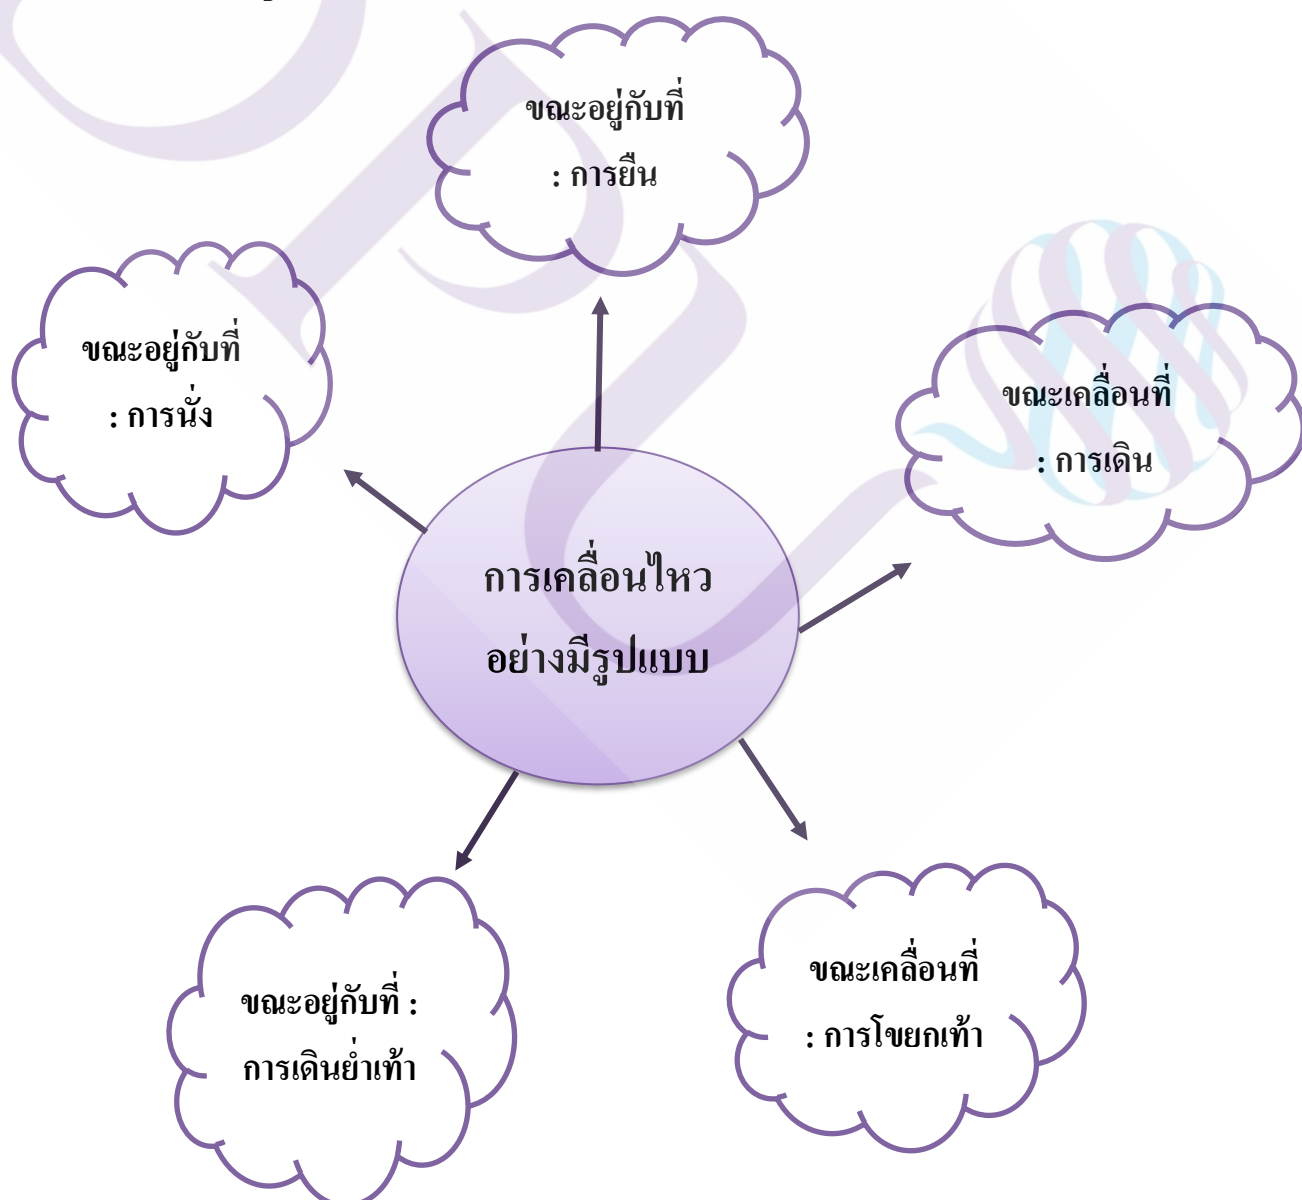 ขณะอยู่กับที่
: การยืน
ขณะอยู่กับที่
: การนั่ง
ขณะเคลื่อนที่
: การเดิน
การเคลื่อนไหว
อย่างมีรูปแบบ
ขณะอยู่กับที่ :
การเดินย่ำเท้า
ขณะเคลื่อนที่
: การโขยกเท้า